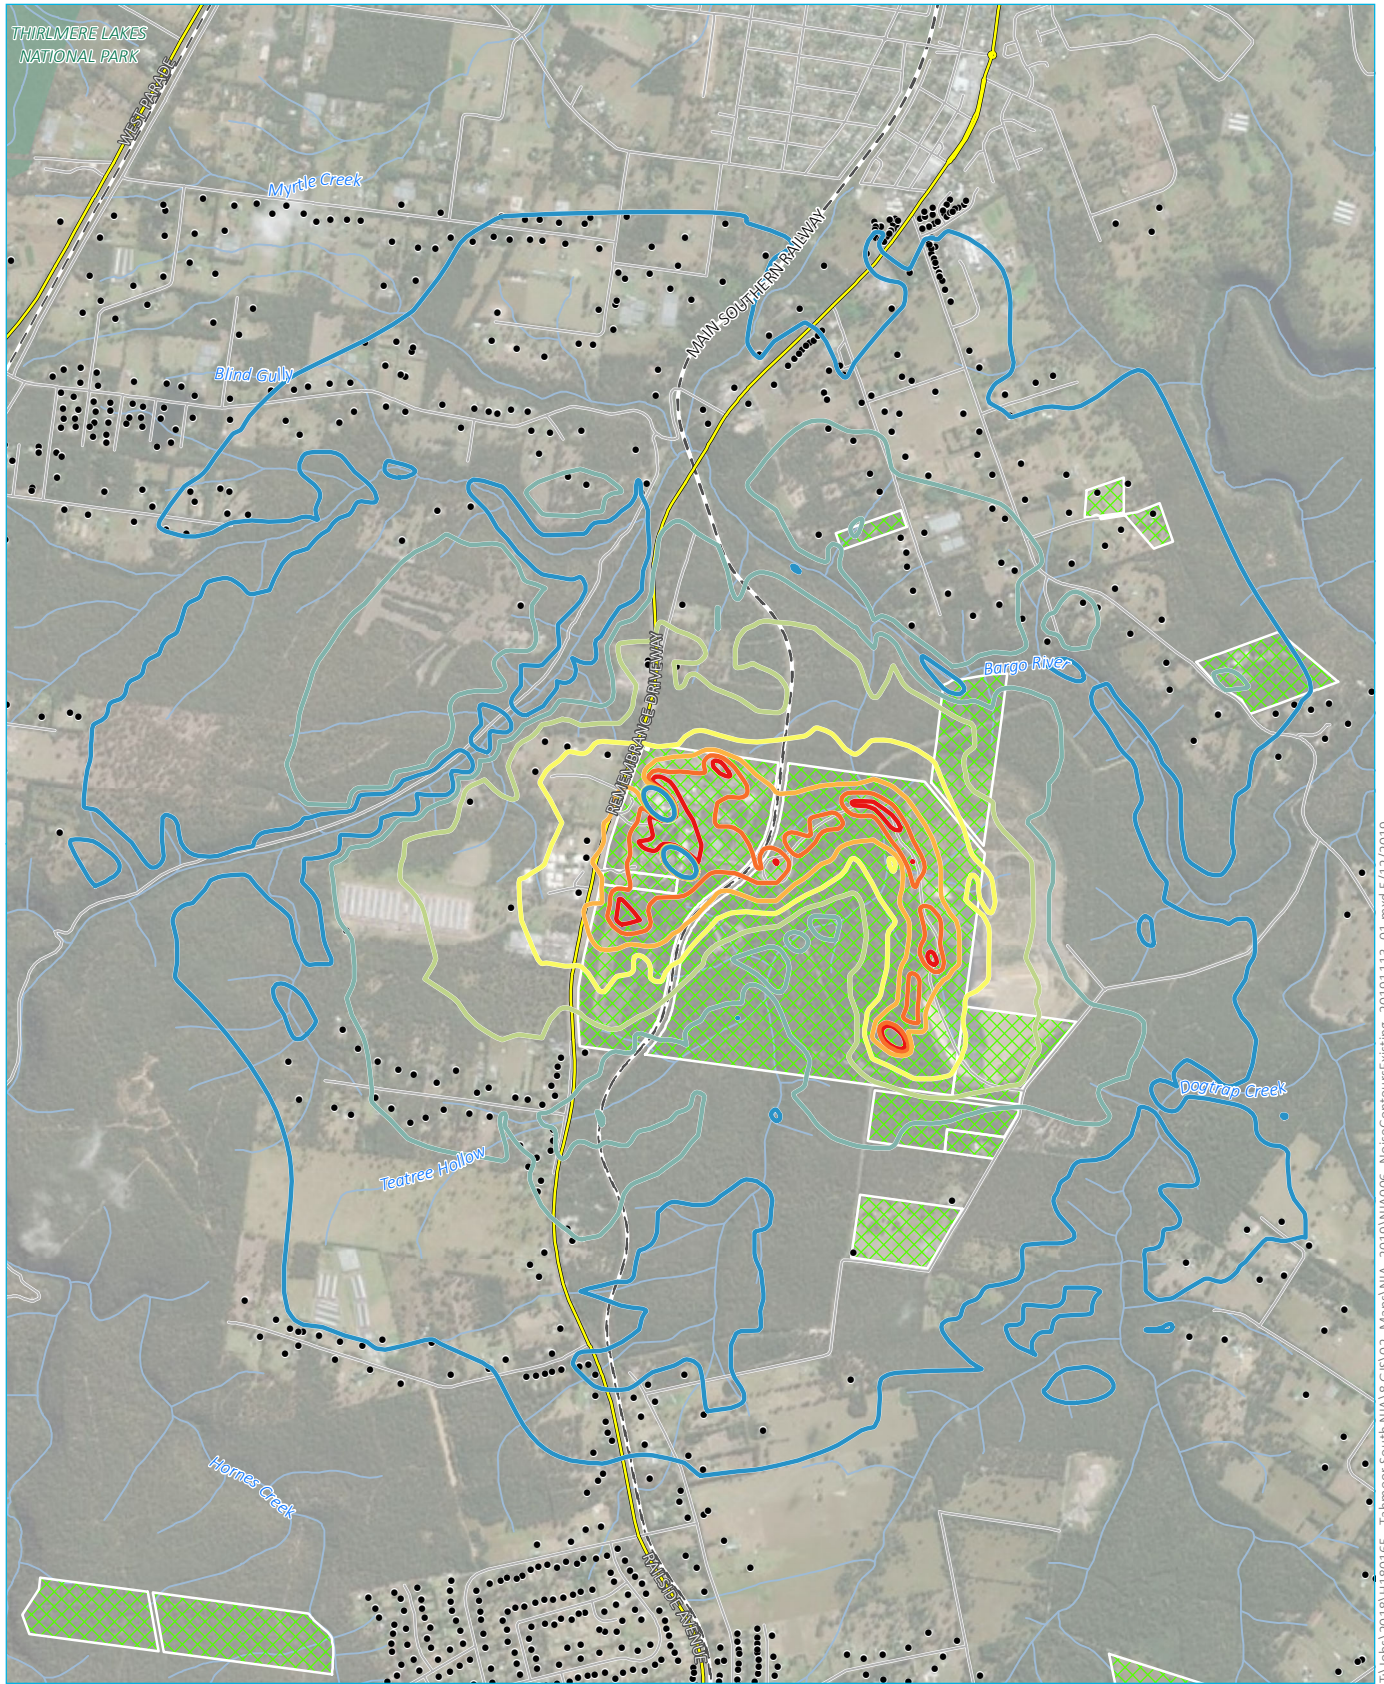 THIRLMERE LAKES
NATIONAL PARK
WEST PARADE
Myrtle Creek
MAIN SOUTHERN RAILWAY
Blind Gully
Bargo River
REMEMBRANCE DRIVEWAY
Dogtrap Creek
Teatree Hollow
Hornes Creek
RAILSIDE AVENUE